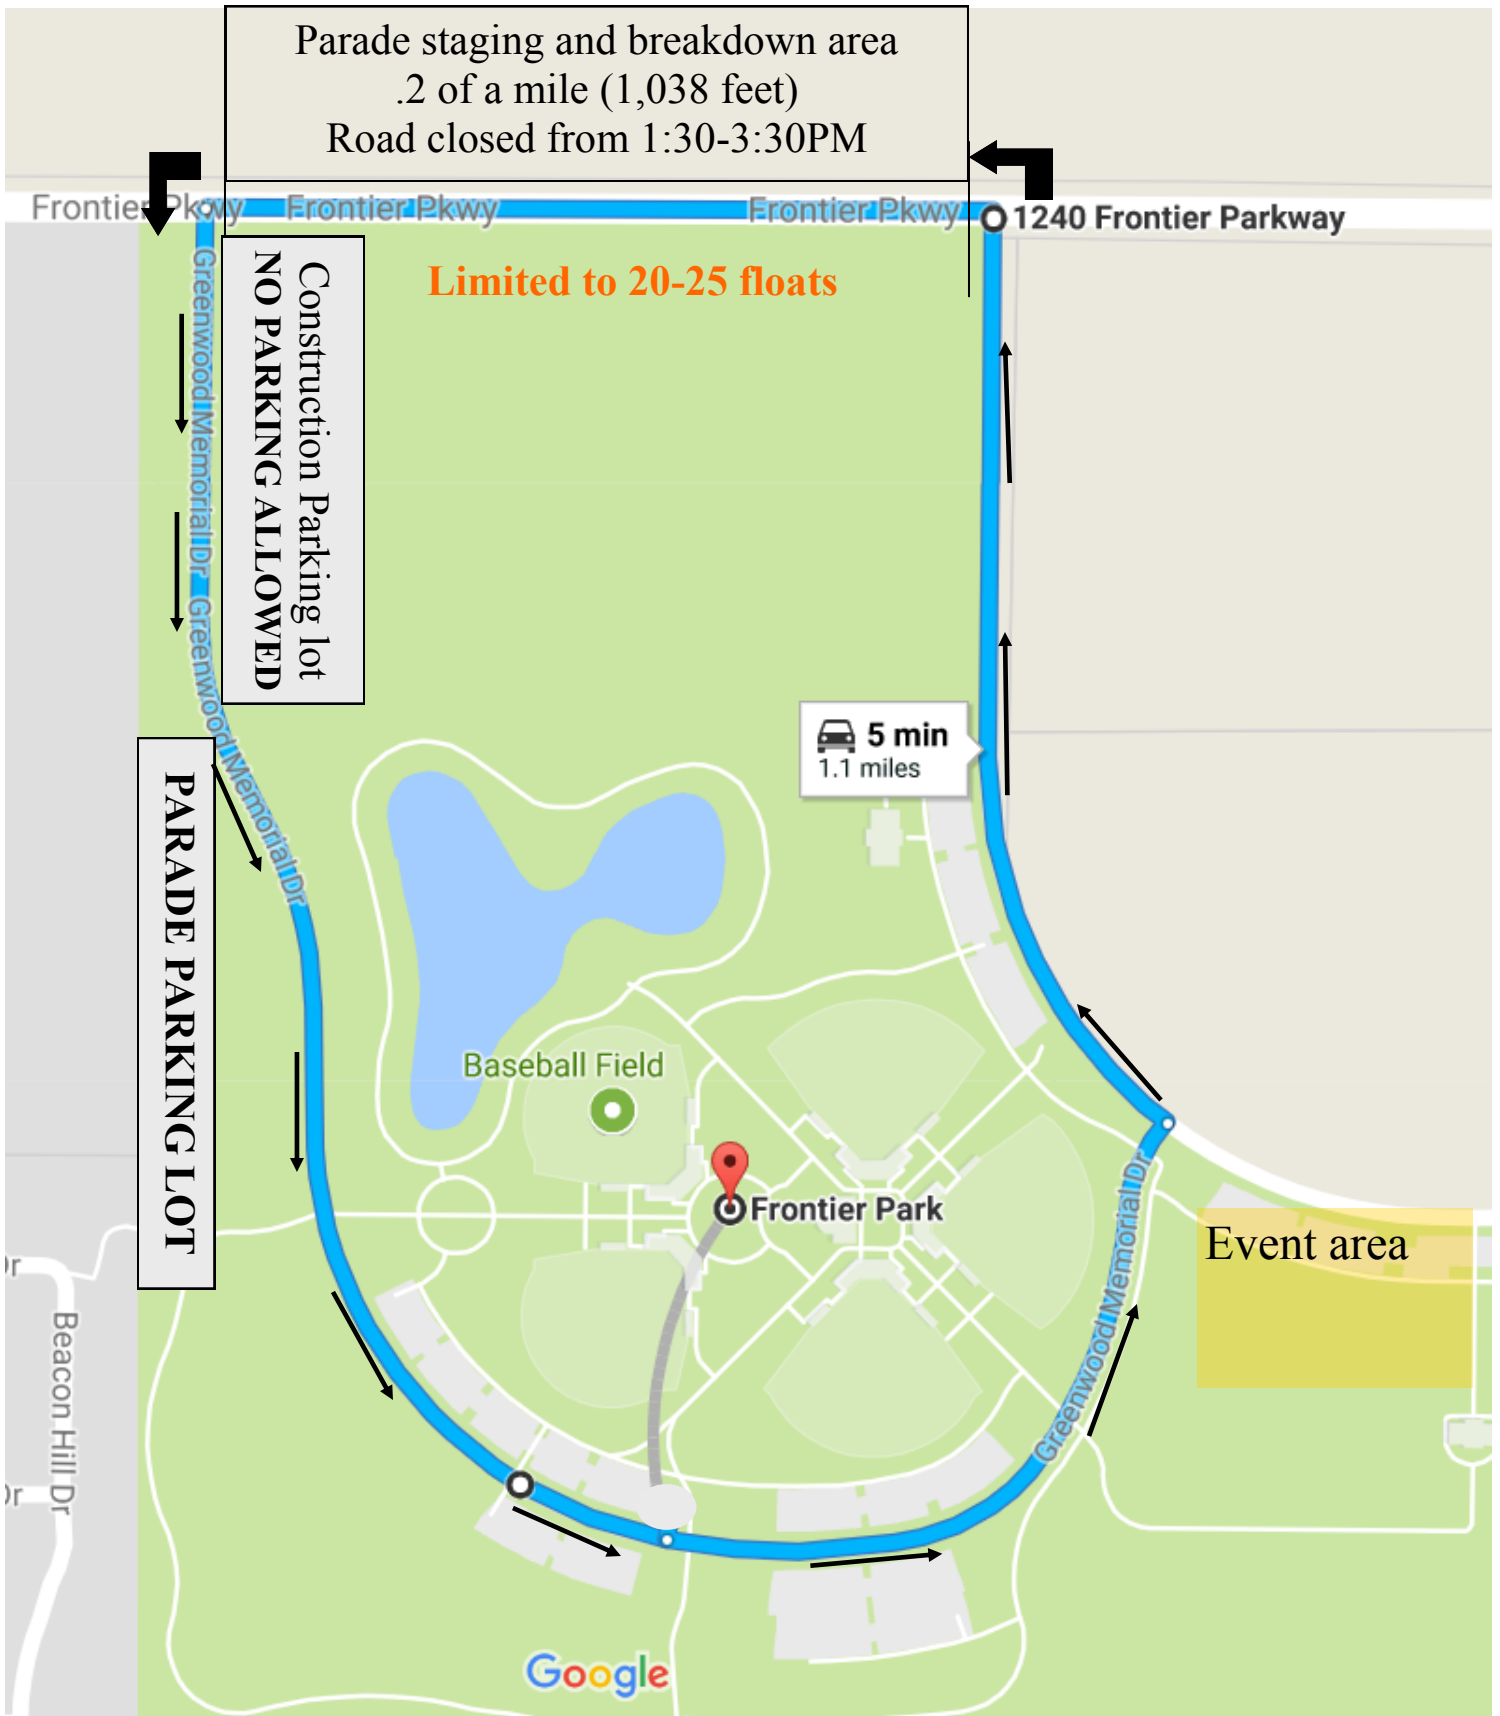 Parade staging and breakdown area
.2 of a mile (1,038 feet)
Road closed from 1:30-3:30PM
Frontier Pkwy
Frontier Pkwy
Frontier Pkwy
1240 Frontier Parkway
Limited to 20-25 floats
Greenwood Memorial Dr
Construction Parking lot
NO PARKING ALLOWED
Greenwood Memorial Dr
PARADE PARKING LOT
5 min
1.1 miles
Baseball Field
Frontier Park
Greenwood Memorial Dr
Event area
Dr
Beacon Hill Dr
Dr
Google